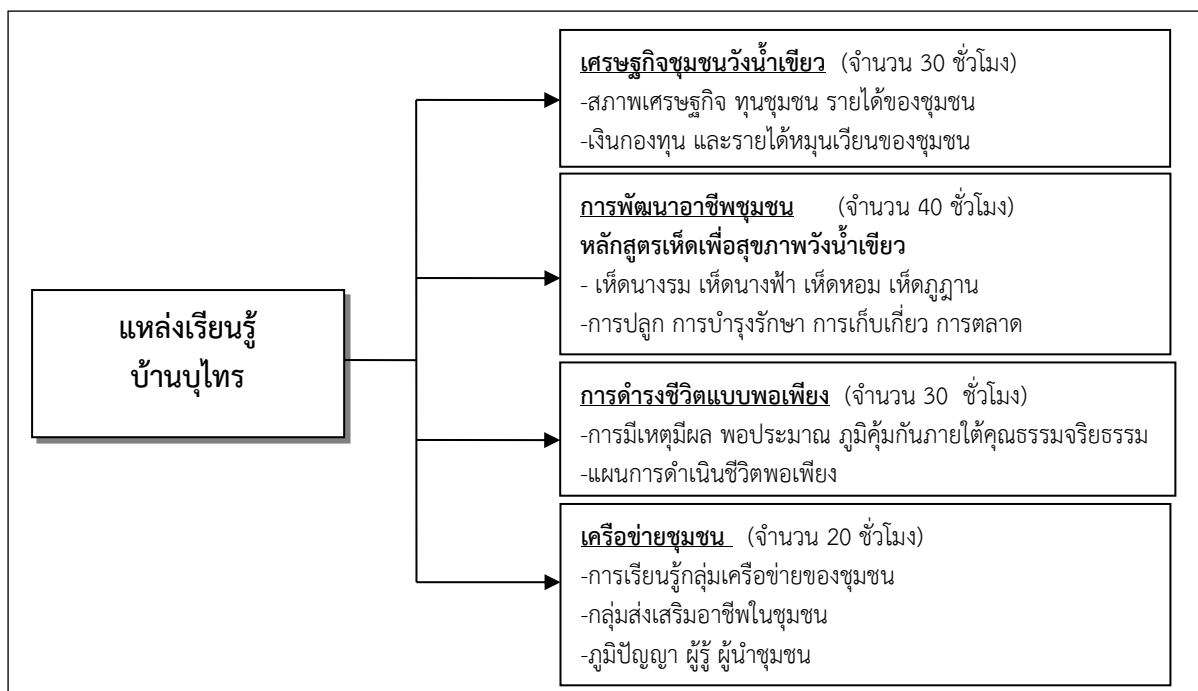 แหล่งเรียนรู้
บ้านบุไทร
เศรษฐกิจชุมชนวังน้ำเขียว (จำนวน 30 ชั่วโมง)
-สภาพเศรษฐกิจ ทุนชุมชน รายได้ของชุมชน
-เงินกองทุน และรายได้หมุนเวียนของชุมชน
การพัฒนาอาชีพชุมชน (จำนวน 40 ชั่วโมง)
หลักสูตรเห็ดเพื่อสุขภาพวังน้ำเขียว
- เห็ดนางรม เห็ดนางฟ้า เห็ดหอม เห็ดภูฎาน
-การปลูก การบำรุงรักษา การเก็บเกี่ยว การตลาด
การดำรงชีวิตแบบพอเพียง (จำนวน 30 ชั่วโมง)
-การมีเหตุมีผล พอประมาณ ภูมิคุ้มกันภายใต้คุณธรรมจริยธรรม
-แผนการดำเนินชีวิตพอเพียง
เครือข่ายชุมชน (จำนวน 20 ชั่วโมง)
-การเรียนรู้กลุ่มเครือข่ายของชุมชน
-กลุ่มส่งเสริมอาชีพในชุมชน
-ภูมิปัญญา ผู้รู้ ผู้นำชุมชน